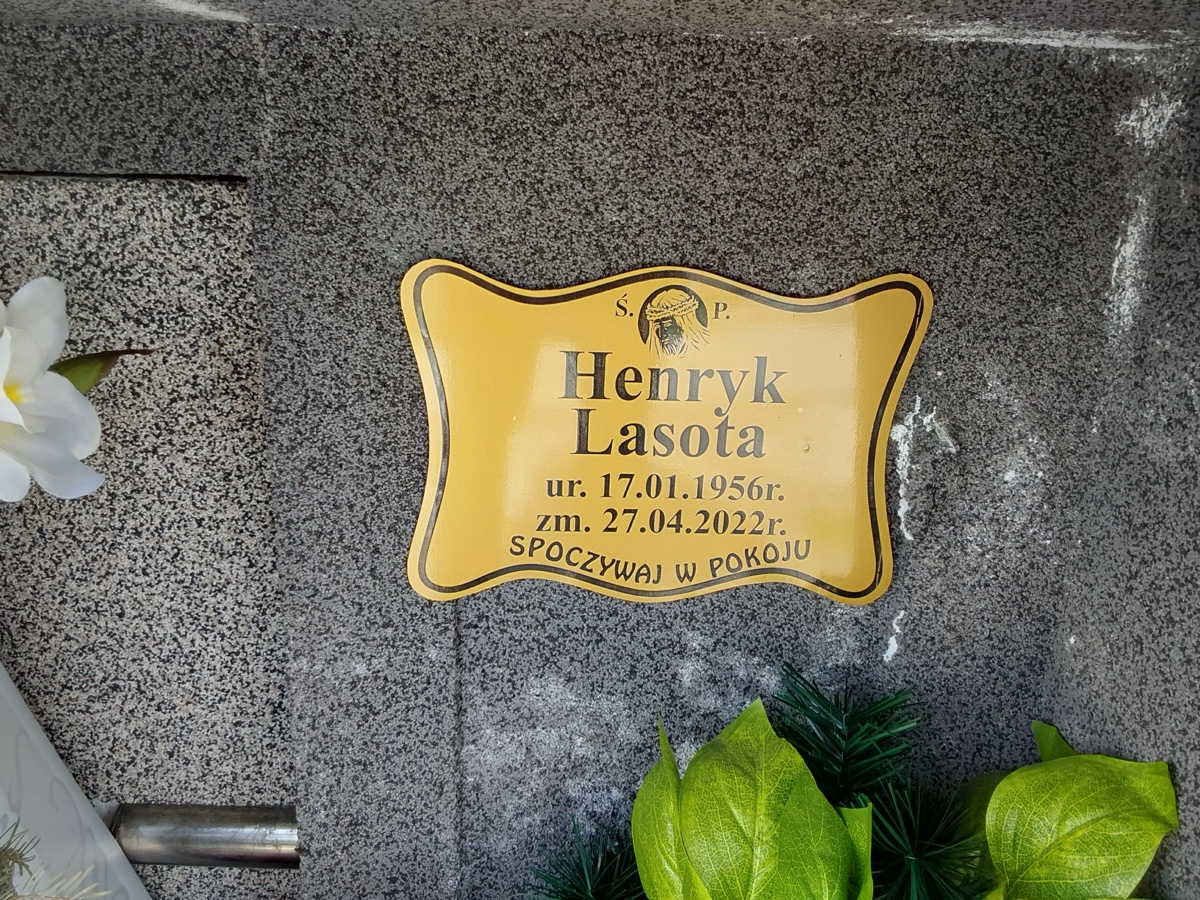 Ś. P.
Henryk
Lasota
ur. 17.01.1956r.
zm. 27.04.2022r.
SPOCZYWAJ W POKOJU